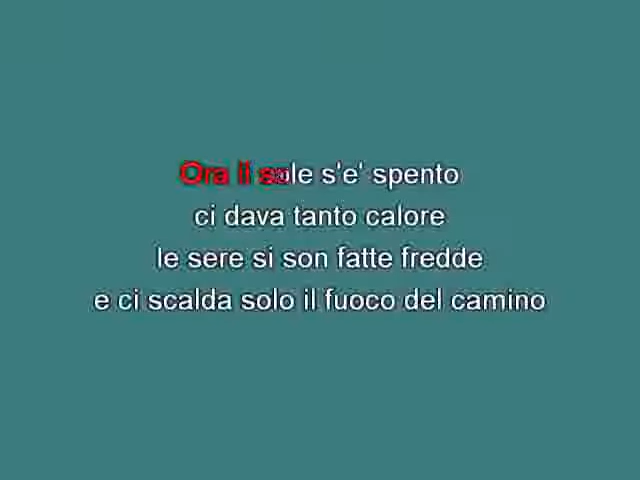 Ora il sole s'e' spento
ci dava tanto calore
le sere si son fatte fredde
e ci scalda solo il fuoco del camino